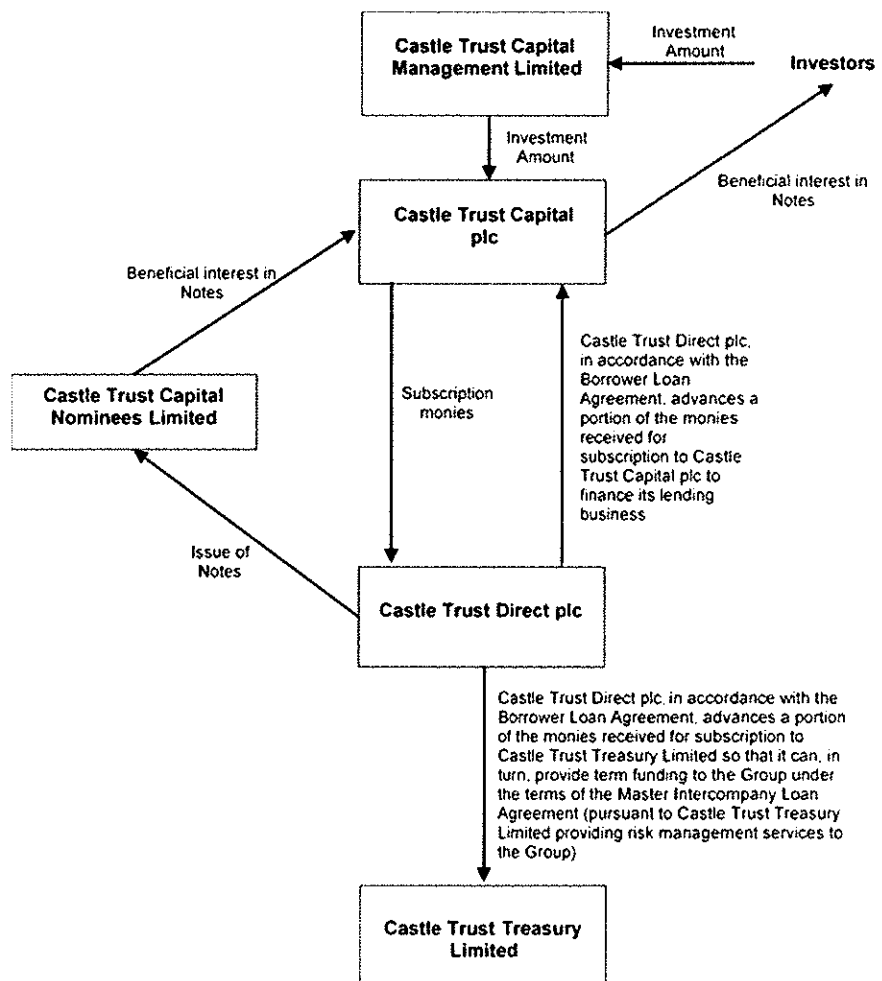 Castle Trust Capital
Management Limited
Investment
Amount
Investors
Investment
Amount
Castle Trust Capital
plc
Beneficial interest in
Notes
Beneficial interest in
Notes
Castle Trust Capital
Nominees Limited
Subscription
monies
Castle Trust Direct plc,
in accordance with the
Borrower Loan
Agreement, advances a
portion of the monies
received for
subscription to Castle
Trust Capital plc to
finance its lending
business
Issue of
Notes
Castle Trust Direct plc
Castle Trust Direct plc, in accordance with the
Borrower Loan Agreement, advances a portion
of the monies received for subscription to
Castle Trust Treasury Limited so that it can, in
turn, provide term funding to the Group under
the terms of the Master Intercompany Loan
Agreement (pursuant to Castle Trust Treasury
Limited providing risk management services to
the Group)
Castle Trust Treasury
Limited